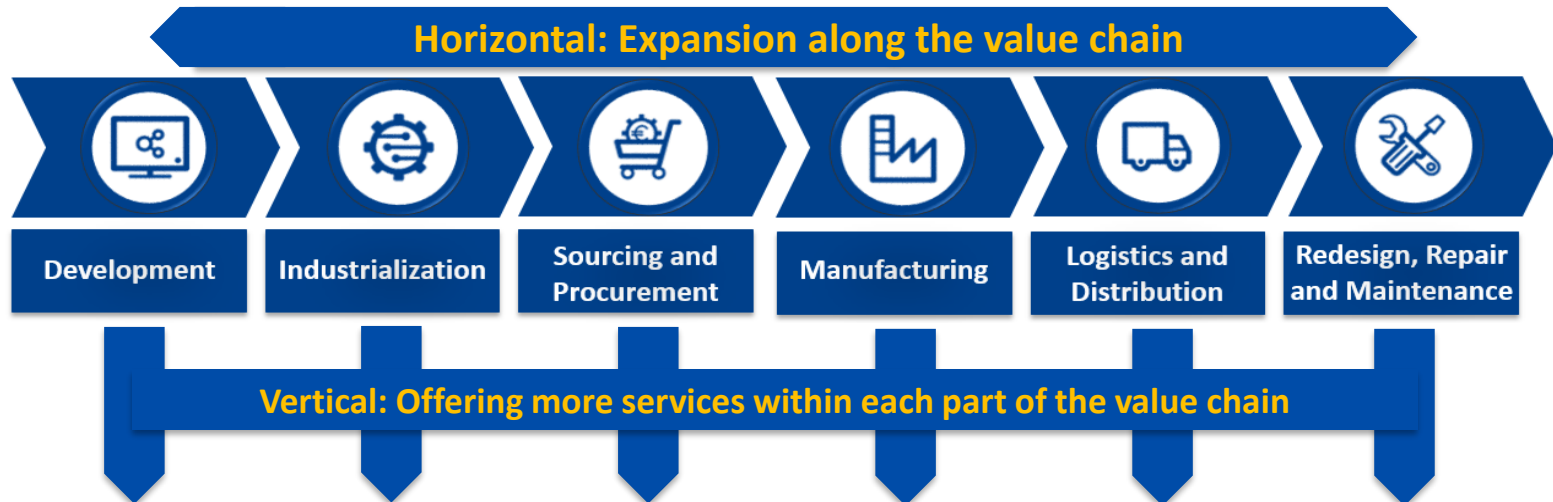 Horizontal: Expansion along the value chain
€
Development
Industrialization
Sourcing and
Procurement
Manufacturing
Logistics and
Distribution
Redesign, Repair
and Maintenance
Vertical: Offering more services within each part of the value chain